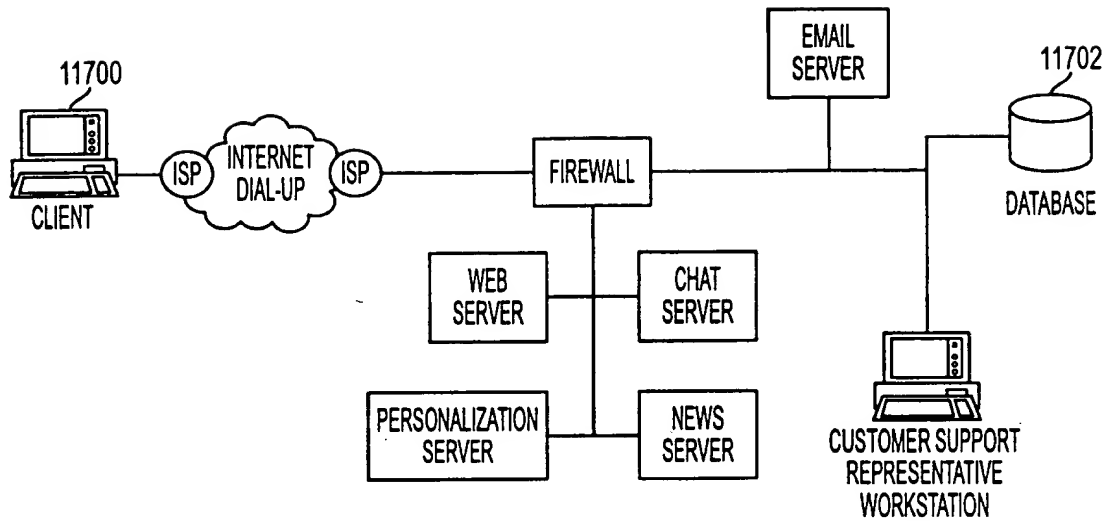 11700
CLIENT
ISP
INTERNET
DIAL-UP
ISP
FIREWALL
EMAIL
SERVER
11702
DATABASE
WEB
SERVER
CHAT
SERVER
PERSONALIZATION
SERVER
NEWS
SERVER
CUSTOMER SUPPORT
REPRESENTATIVE
WORKSTATION